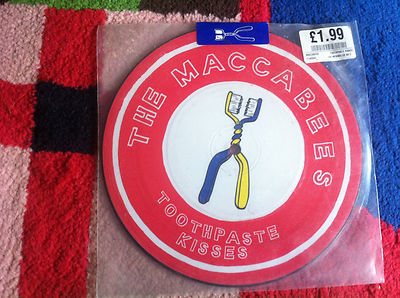 £1.99
THE MACCABEES
TOOTHPASTE
KISSES